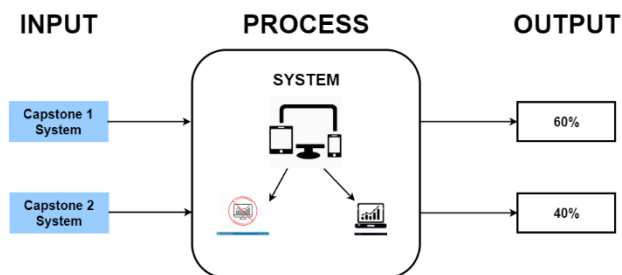 INPUT
PROCESS
OUTPUT
SYSTEM
Capstone 1
System
60%
Capstone 2
System
40%